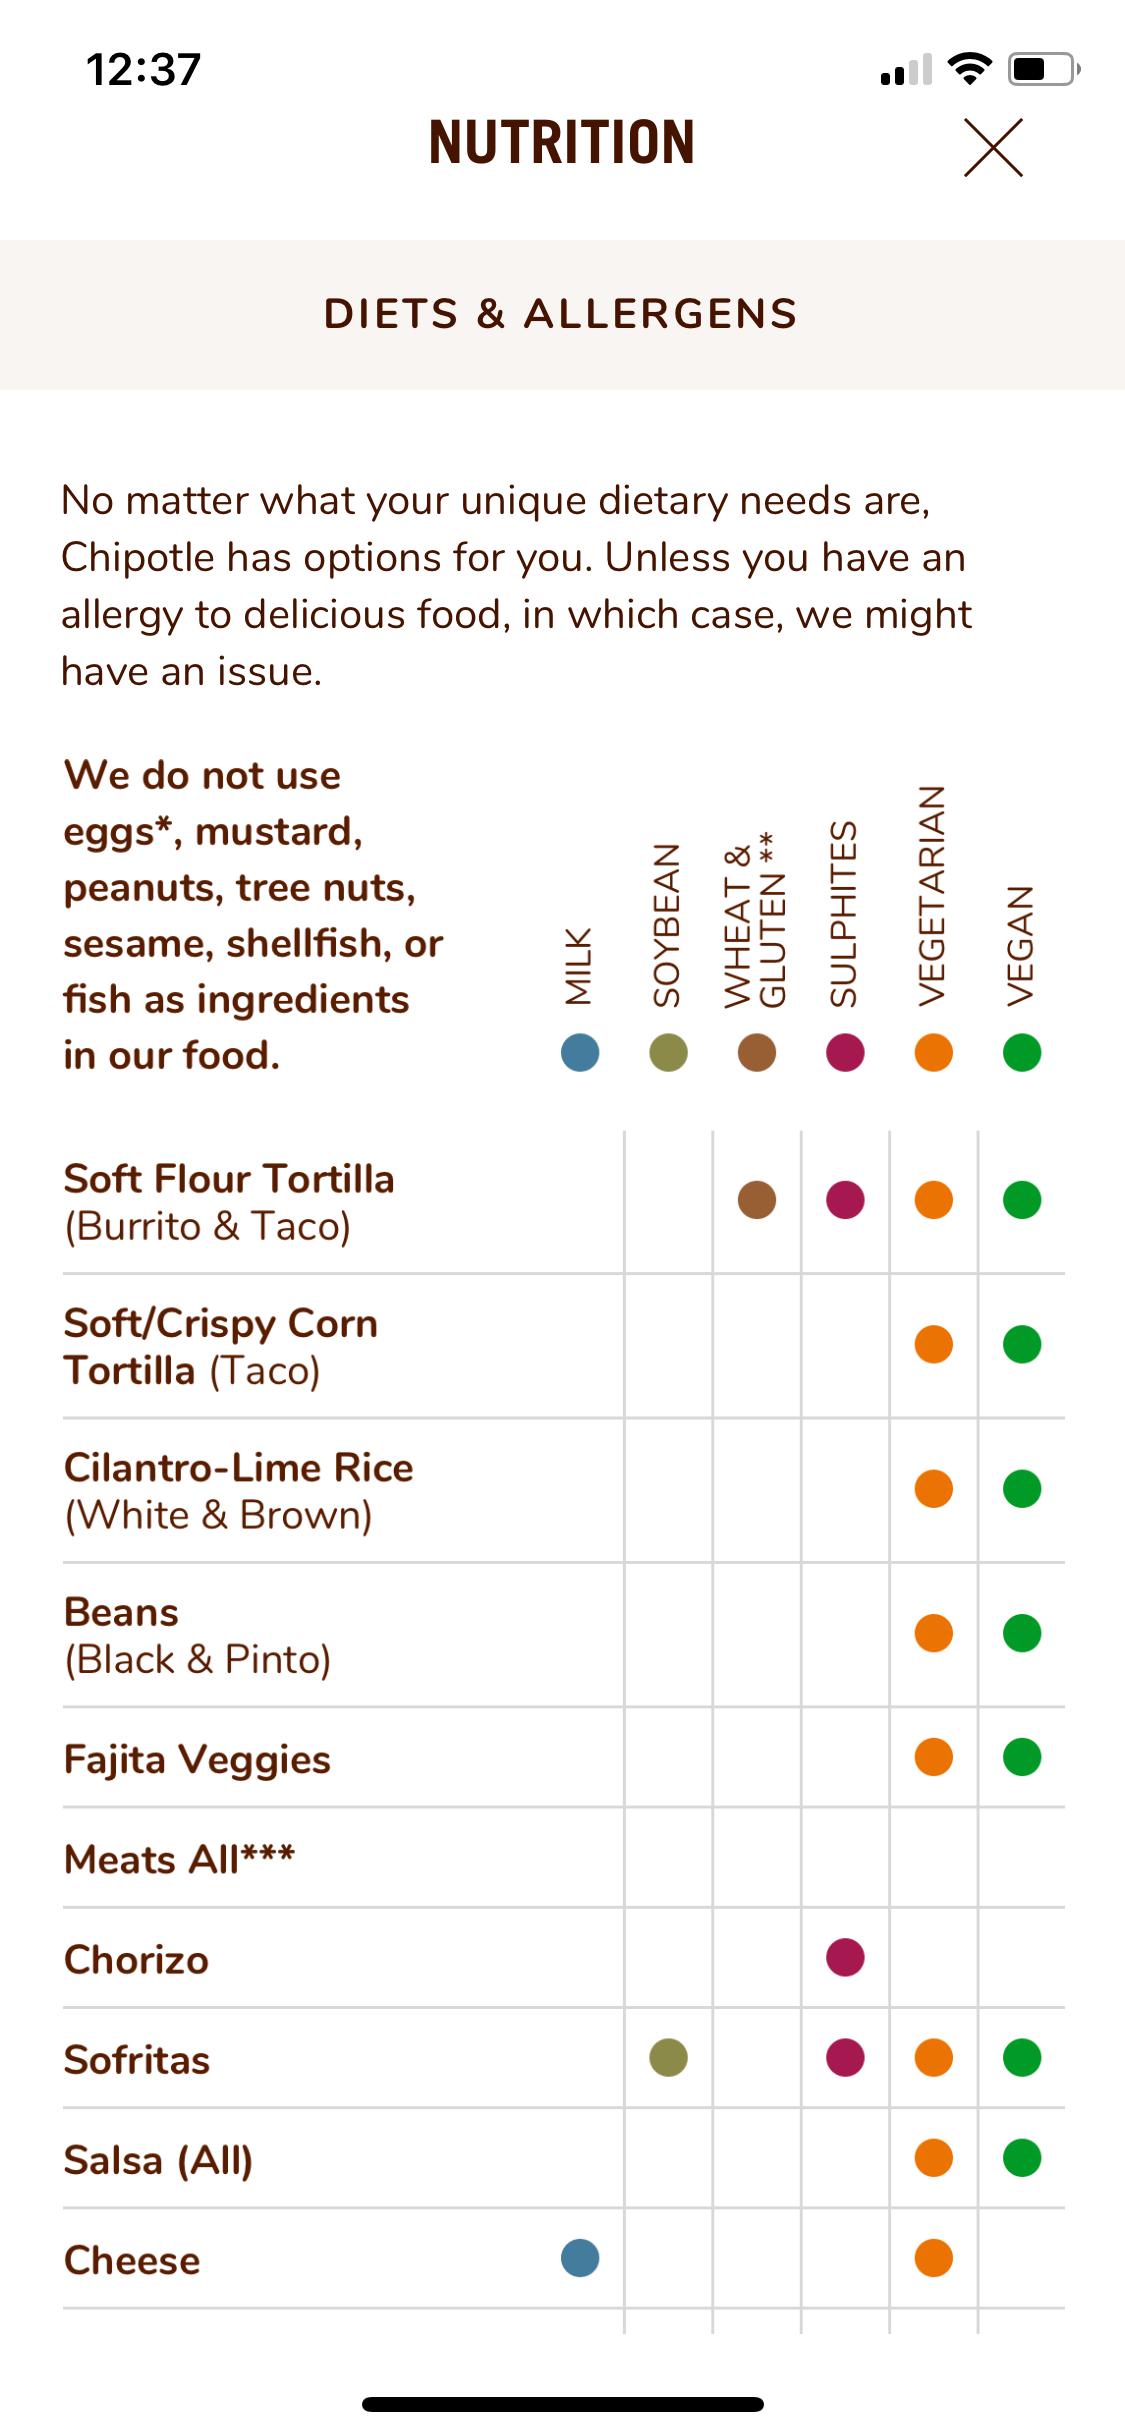 12:37
NUTRITION
DIETS & ALLERGENS
No matter what your unique dietary needs are,
Chipotle has options for you. Unless you have an
allergy to delicious food, in which case, we might
have an issue.
We do not use
eggs*, mustard,
peanuts, tree nuts,
sesame, shellfish, or
fish as ingredients
in our food.
MILK
SOYBEAN
WHEAT &
GLUTEN **
SULPHITES
VEGETARIAN
VEGAN
Soft Flour Tortilla
(Burrito & Taco)
Soft/Crispy Corn
Tortilla (Taco)
Cilantro-Lime Rice
(White & Brown)
Beans
(Black & Pinto)
Fajita Veggies
Meats All***
Chorizo
Sofritas
Salsa (All)
Cheese